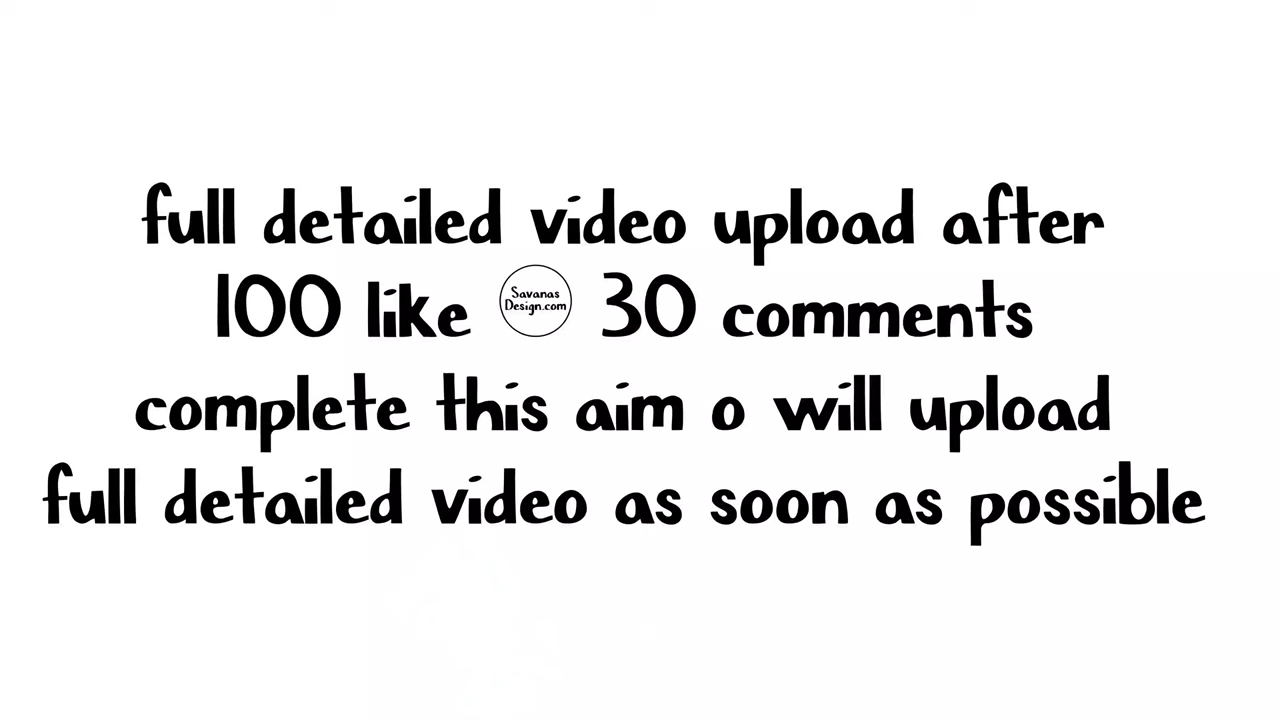 full detailed video upload after
100 like Savanas Design.com 30 comments
complete this aim o will upload
full detailed video as soon as possible